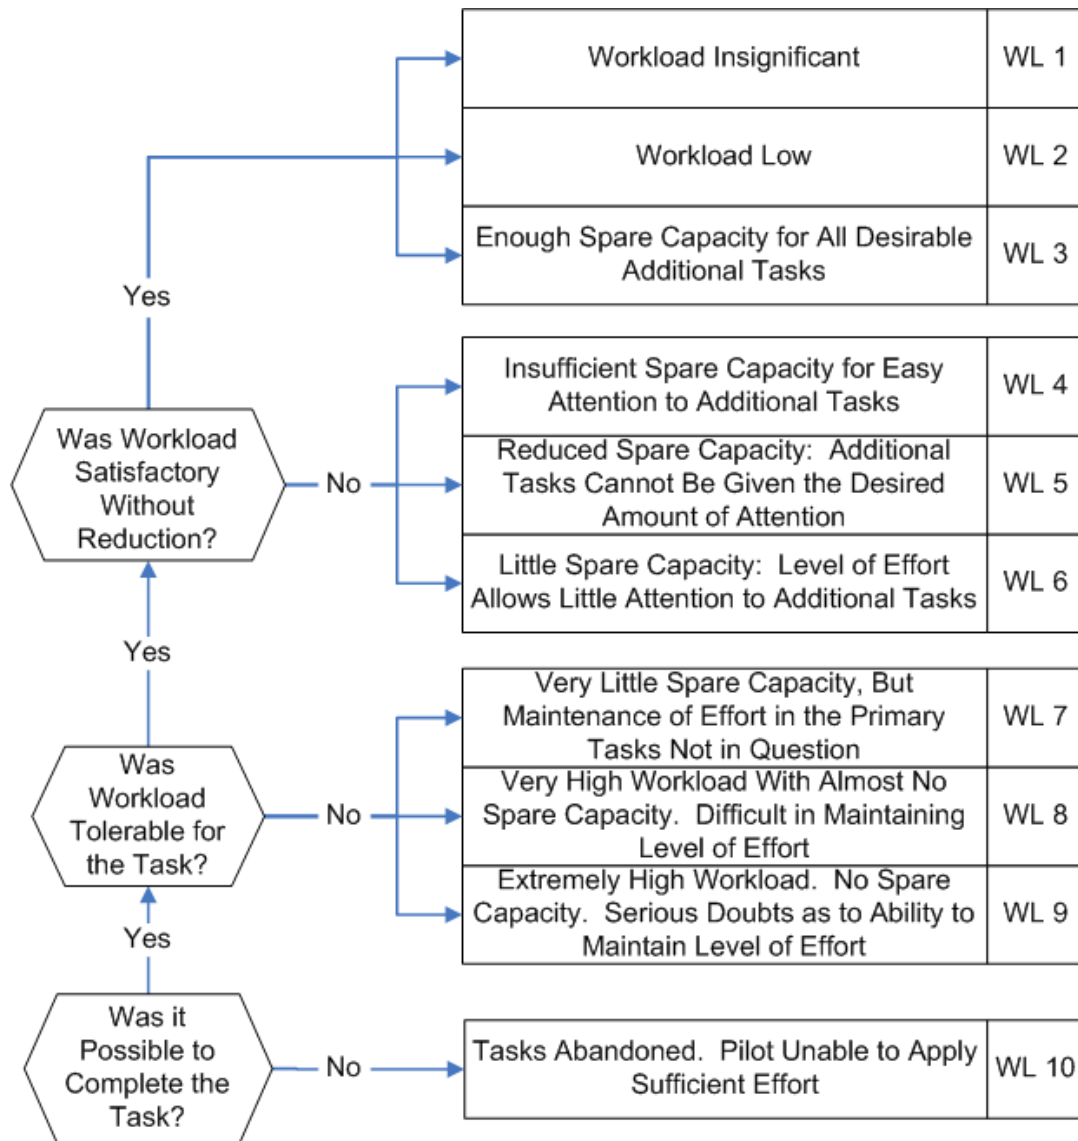 Workload Insignificant
WL 1
Workload Low
WL 2
Enough Spare Capacity for All Desirable
Additional Tasks
WL 3
Yes
Was Workload
Satisfactory
Without
Reduction?
No
Insufficient Spare Capacity for Easy
Attention to Additional Tasks
WL 4
Reduced Spare Capacity:  Additional
Tasks Cannot Be Given the Desired
Amount of Attention
WL 5
Little Spare Capacity:  Level of Effort
Allows Little Attention to Additional Tasks
WL 6
Yes
Was
Workload
Tolerable for
the Task?
No
Very Little Spare Capacity, But
Maintenance of Effort in the Primary
Tasks Not in Question
WL 7
Very High Workload With Almost No
Spare Capacity.  Difficult in Maintaining
Level of Effort
WL 8
Extremely High Workload.  No Spare
Capacity.  Serious Doubts as to Ability to
Maintain Level of Effort
WL 9
Yes
Was it
Possible to
Complete the
Task?
No
Tasks Abandoned.  Pilot Unable to Apply
Sufficient Effort
WL 10